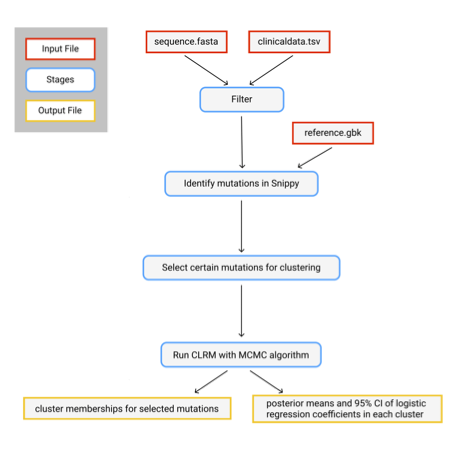 Input File
Stages
Output File
sequence.fasta
clinicaldata.tsv
Filter
reference.gbk
Identify mutations in Snippy
Select certain mutations for clustering
Run CLRM with MCMC algorithm
cluster memberships for selected mutations
posterior means and 95% CI of logistic
regression coefficients in each cluster